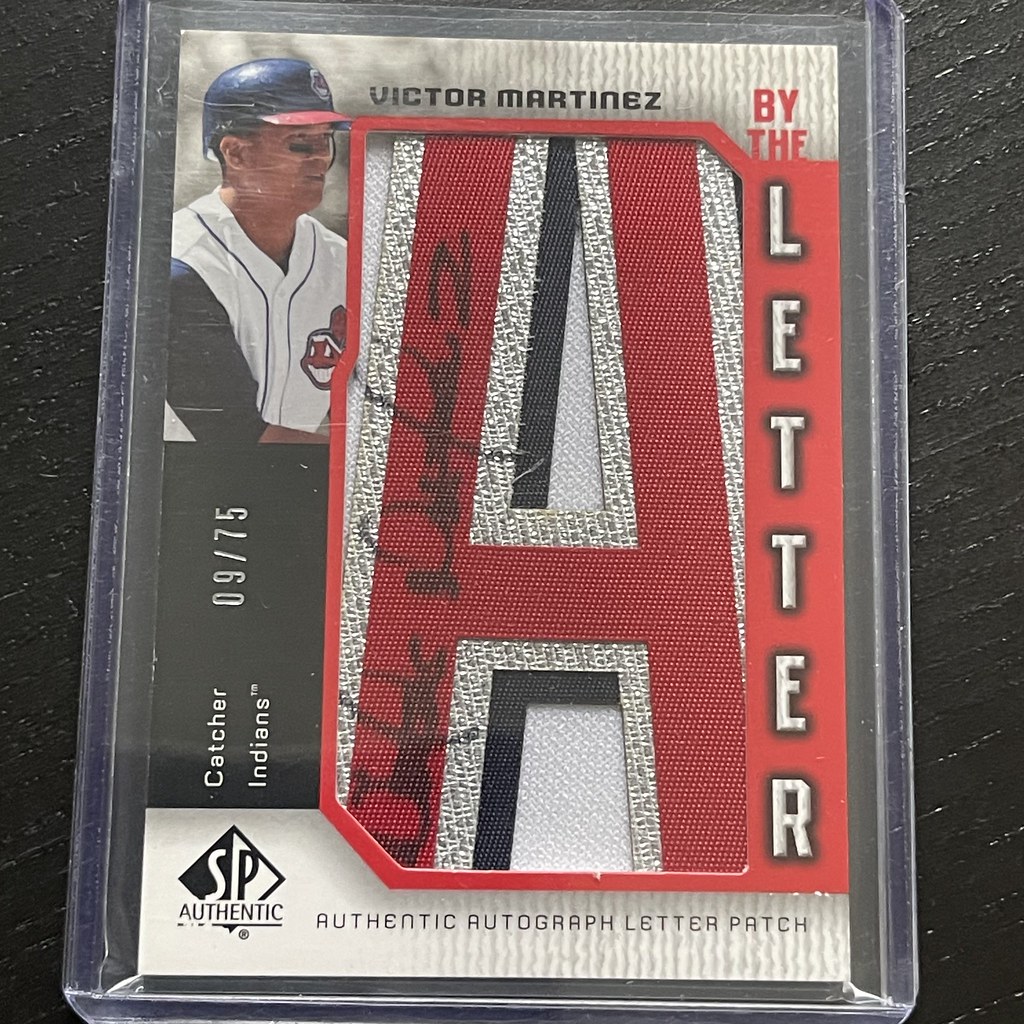 VICTOR MARTINEZ
BY
THE
LETTER
A
09/75
Catcher
Indians™
SP
AUTHENTIC
®
AUTHENTIC AUTOGRAPH LETTER PATCH